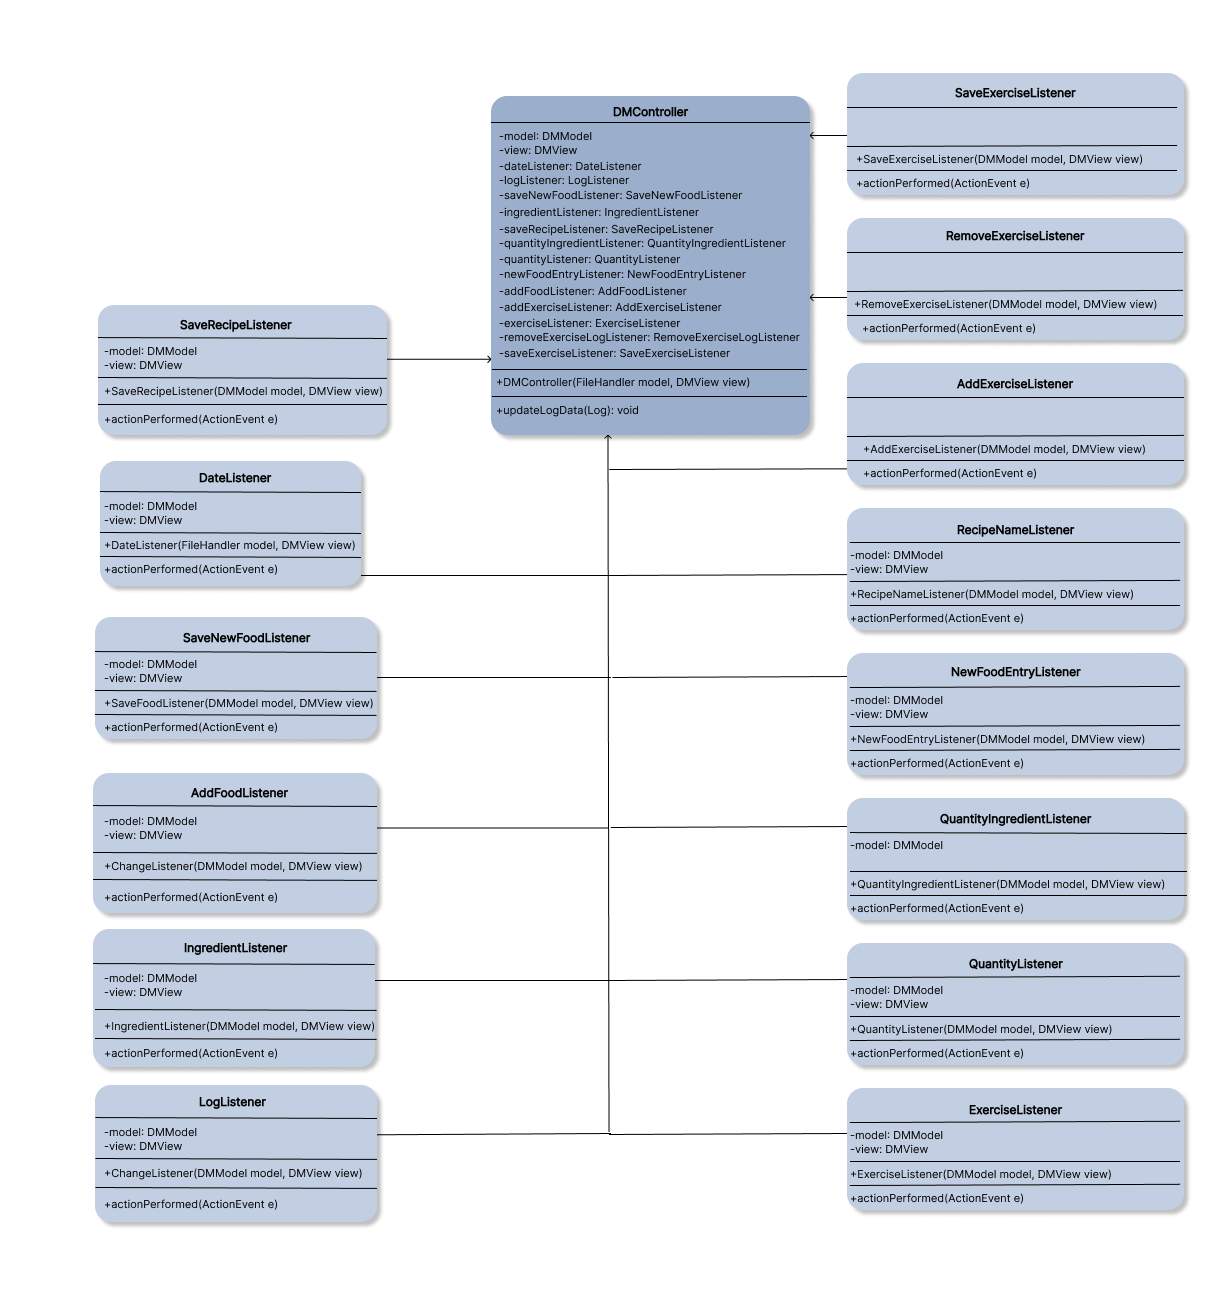 DMController
-model: DMModel
-view: DMView
-dateListener: DateListener
-logListener: LogListener
-saveNewFoodListener: SaveNewFoodListener
-ingredientListener: IngredientListener
-saveRecipeListener: SaveRecipeListener
-quantityIngredientListener: QuantityIngredientListener
-quantityListener: QuantityListener
-newFoodEntryListener: NewFoodEntryListener
-addFoodListener: AddFoodListener
-addExerciseListener: AddExerciseListener
-exerciseListener: ExerciseListener
-removeExerciseLogListener: RemoveExerciseLogListener
-saveExerciseListener: SaveExerciseListener
+DMController(FileHandler model, DMView view)
+updateLogData(Log): void
SaveRecipeListener
-model: DMModel
-view: DMView
+SaveRecipeListener(DMModel model, DMView view)
+actionPerformed(ActionEvent e)
DateListener
-model: DMModel
-view: DMView
+DateListener(FileHandler model, DMView view)
+actionPerformed(ActionEvent e)
SaveNewFoodListener
-model: DMModel
-view: DMView
+SaveFoodListener(DMModel model, DMView view)
+actionPerformed(ActionEvent e)
AddFoodListener
-model: DMModel
-view: DMView
+ChangeListener(DMModel model, DMView view)
+actionPerformed(ActionEvent e)
IngredientListener
-model: DMModel
-view: DMView
+IngredientListener(DMModel model, DMView view)
+actionPerformed(ActionEvent e)
LogListener
-model: DMModel
-view: DMView
+ChangeListener(DMModel model, DMView view)
+actionPerformed(ActionEvent e)
SaveExerciseListener
+SaveExerciseListener(DMModel model, DMView view)
+actionPerformed(ActionEvent e)
RemoveExerciseListener
+RemoveExerciseListener(DMModel model, DMView view)
+actionPerformed(ActionEvent e)
AddExerciseListener
+AddExerciseListener(DMModel model, DMView view)
+actionPerformed(ActionEvent e)
RecipeNameListener
-model: DMModel
-view: DMView
+RecipeNameListener(DMModel model, DMView view)
+actionPerformed(ActionEvent e)
NewFoodEntryListener
-model: DMModel
-view: DMView
+NewFoodEntryListener(DMModel model, DMView view)
+actionPerformed(ActionEvent e)
QuantityIngredientListener
-model: DMModel
+QuantityIngredientListener(DMModel model, DMView view)
+actionPerformed(ActionEvent e)
QuantityListener
-model: DMModel
-view: DMView
+QuantityListener(DMModel model, DMView view)
+actionPerformed(ActionEvent e)
ExerciseListener
-model: DMModel
-view: DMView
+ExerciseListener(DMModel model, DMView view)
+actionPerformed(ActionEvent e)